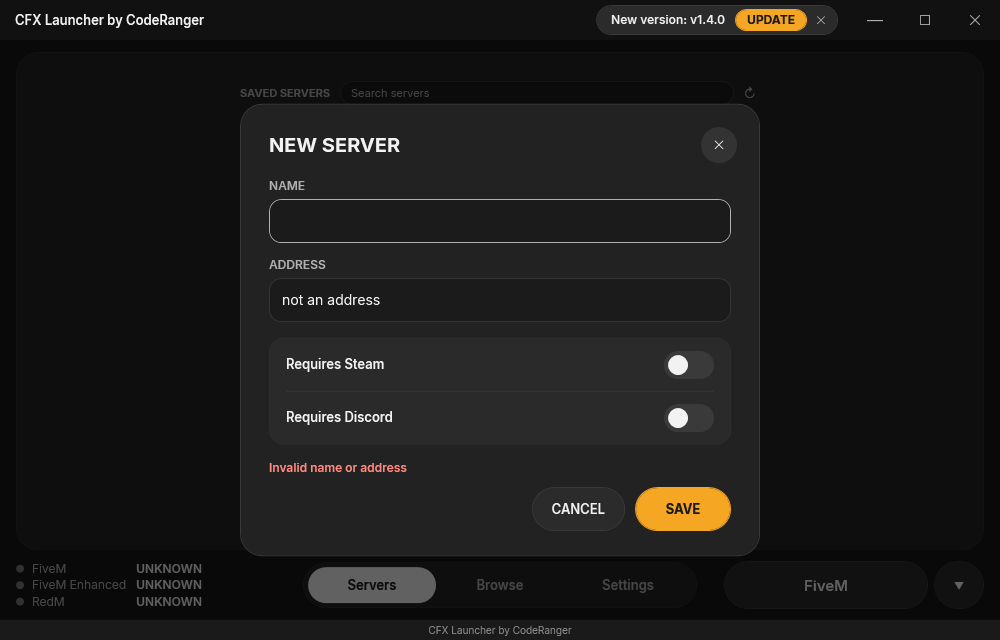 CFX Launcher by CodeRanger
New version: v1.4.0 UPDATE
SAVED SERVERS Search servers
NEW SERVER
NAME
ADDRESS
not an address
Requires Steam
Requires Discord
Invalid name or address
CANCEL SAVE
FiveM UNKNOWN
FiveM Enhanced UNKNOWN
RedM UNKNOWN
Servers Browse Settings FiveM
CFX Launcher by CodeRanger